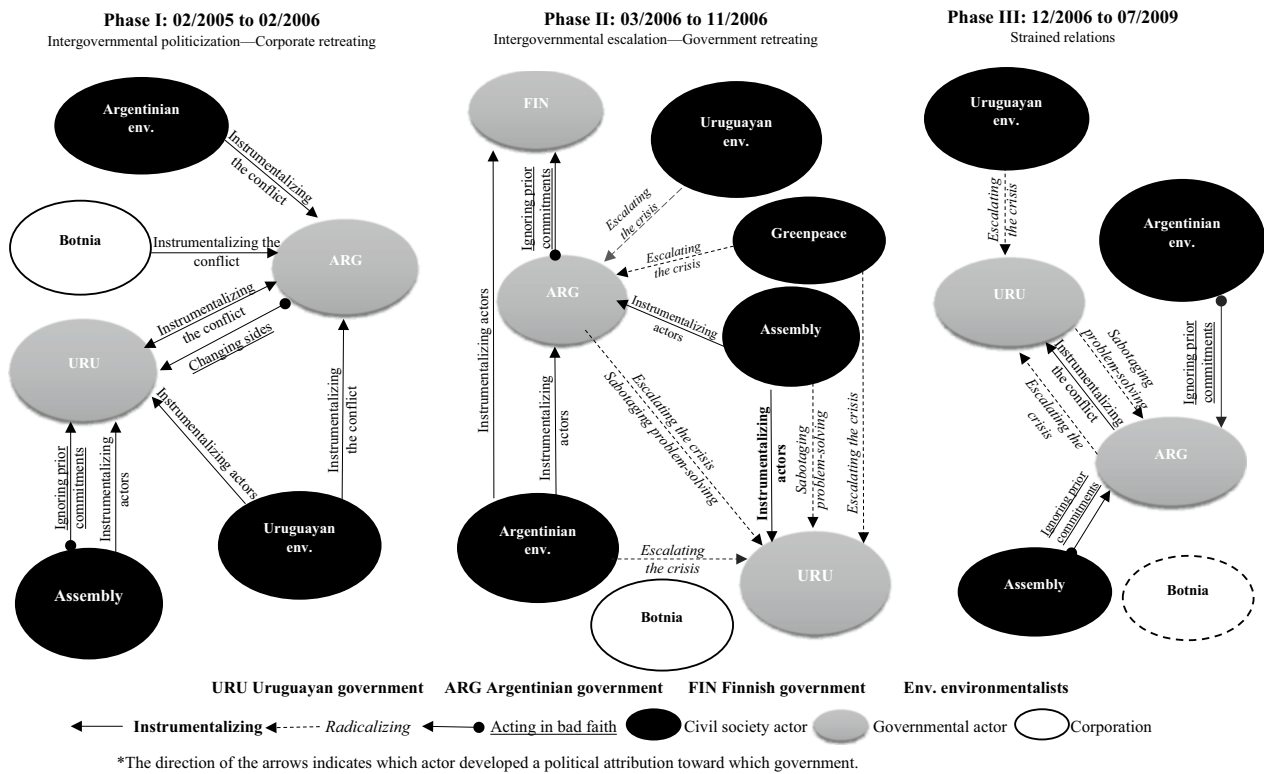 Phase I: 02/2005 to 02/2006
Intergovernmental politicization—Corporate retreating
Argentinian
env.
Instrumentalizing
the conflict
Botnia
Instrumentalizing the
conflict
ARG
Instrumentalizing
the conflict
Changing sides
URU
Instrumentalizing
the conflict
Instrumentalizing actors
Ignoring prior
commitments
Instrumentalizing
actors
Uruguayan
env.
Assembly
Phase II: 03/2006 to 11/2006
Intergovernmental escalation—Government retreating
FIN
Uruguayan
env.
Ignoring prior
commitments
Escalating
the crisis
Greenpeace
Escalating
the crisis
ARG
Instrumentalizing
actors
Assembly
Instrumentalizing actors
Instrumentalizing
actors
Escalating the crisis
Sabotaging problem-solving
Instrumentalizing
actors
Sabotaging
problem-solving
Escalating the crisis
Argentinian
env.
Escalating
the crisis
URU
Botnia
Phase III: 12/2006 to 07/2009
Strained relations
Uruguayan
env.
Escalating
the crisis
Argentinian
env.
URU
Sabotaging
problem-solving
Instrumentalizing
the conflict
Escalating the
crisis
Ignoring prior
commitments
ARG
Ignoring prior
commitments
Assembly
Botnia
URU Uruguayan government ARG Argentinian government FIN Finnish government Env. environmentalists
Instrumentalizing Radicalizing Acting in bad faith Civil society actor Governmental actor Corporation
*The direction of the arrows indicates which actor developed a political attribution toward which government.